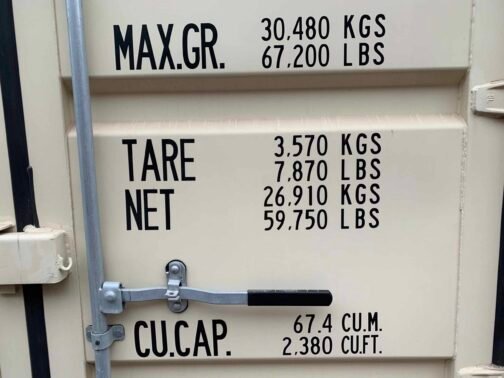 MAX.GR. 30,480 KGS
67,200 LBS
TARE 3,570 KGS
7,870 LBS
NET 26,910 KGS
59,750 LBS
CU.CAP. 67.4 CU.M.
2,380 CU.FT.